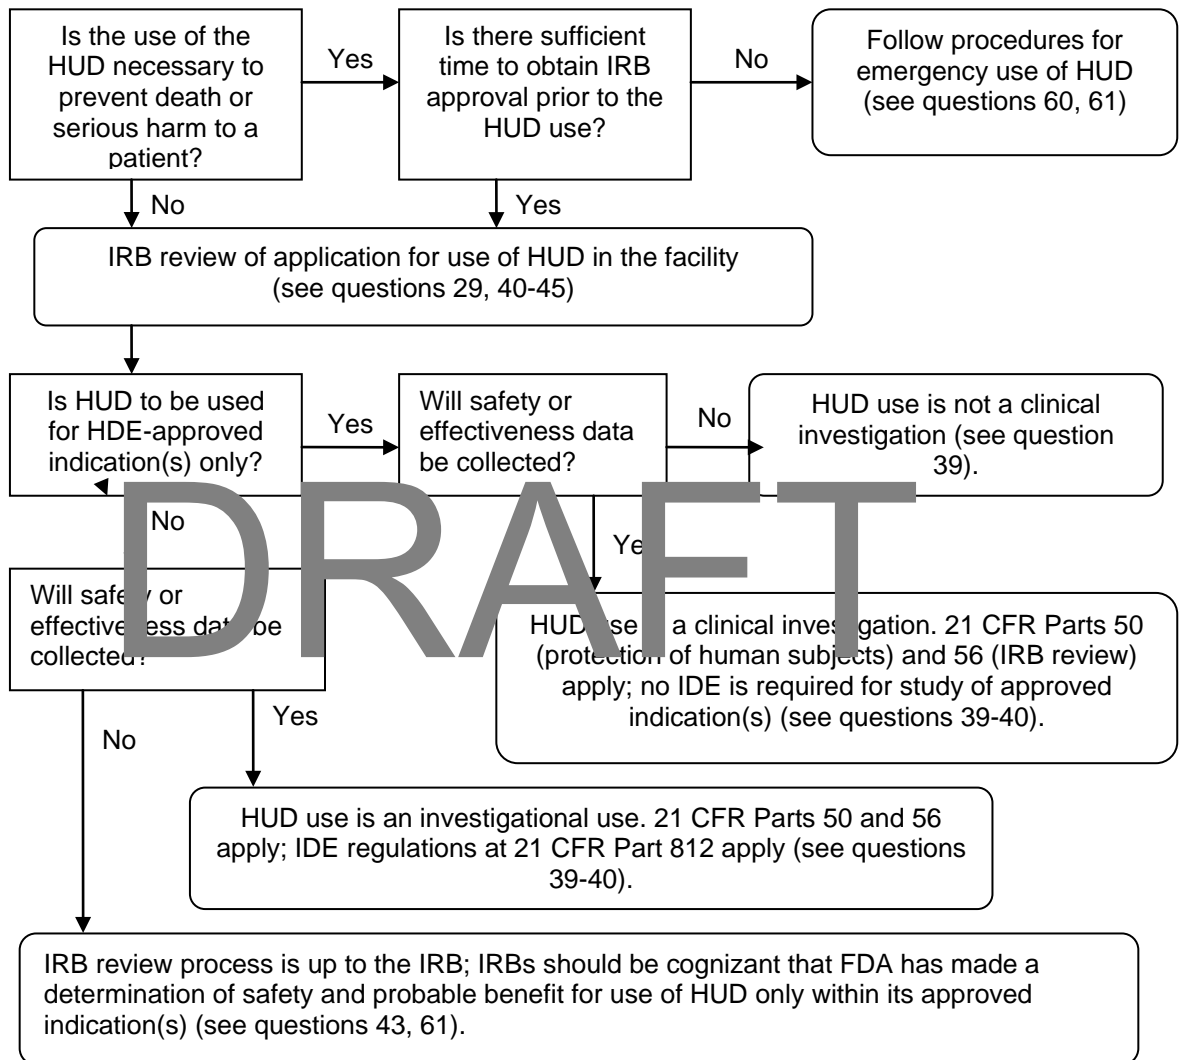 Is the use of the
HUD necessary to
prevent death or
serious harm to a
patient?
Yes
Is there sufficient
time to obtain IRB
approval prior to the
HUD use?
No
Follow procedures for
emergency use of HUD
(see questions 60, 61)
No
Yes
IRB review of application for use of HUD in the facility
(see questions 29, 40-45)
Is HUD to be used
for HDE-approved
indication(s) only?
Yes
Will safety or
effectiveness data
be collected?
No
HUD use is not a clinical
investigation (see question
39).
DRAFT
No
Yes
Will safety or
effectiveness data be
collected?
HUD use is a clinical investigation. 21 CFR Parts 50
(protection of human subjects) and 56 (IRB review)
apply; no IDE is required for study of approved
indication(s) (see questions 39-40).
No
Yes
HUD use is an investigational use. 21 CFR Parts 50 and 56
apply; IDE regulations at 21 CFR Part 812 apply (see questions
39-40).
IRB review process is up to the IRB; IRBs should be cognizant that FDA has made a
determination of safety and probable benefit for use of HUD only within its approved
indication(s) (see questions 43, 61).